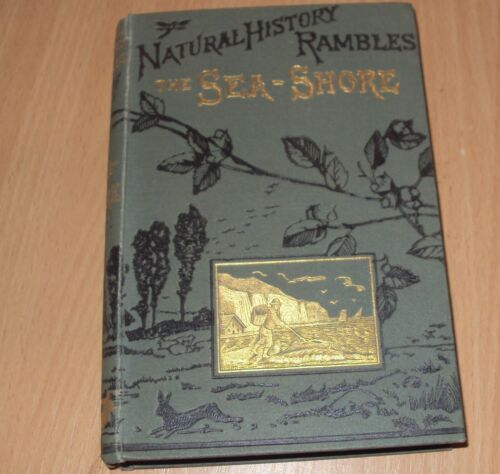 NATURAL HISTORY
RAMBLES
THE SEA-SHORE